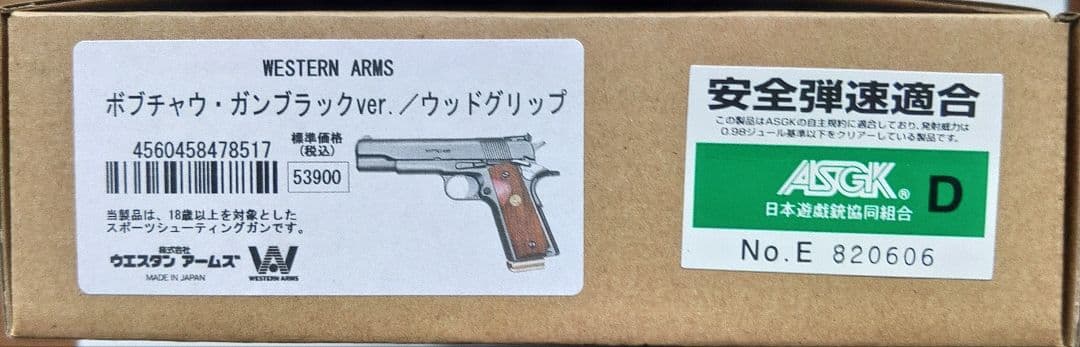 WESTERN ARMS
ボブチャウ・ガンブラックver.／ウッドグリップ
4560458478517
標準価格
(税込)
53900
当製品は、18歳以上を対象とした
スポーツシューティングガンです。
株式会社
ウエスタン アームズ
MADE IN JAPAN
WESTERN ARMS
安全弾速適合
この製品はASGKの自主規約に適合しており、発射威力は
0.98ジュール基準以下をクリアーしている製品です。
ASGK®
D
日本遊戯銃協同組合
No.E 820606